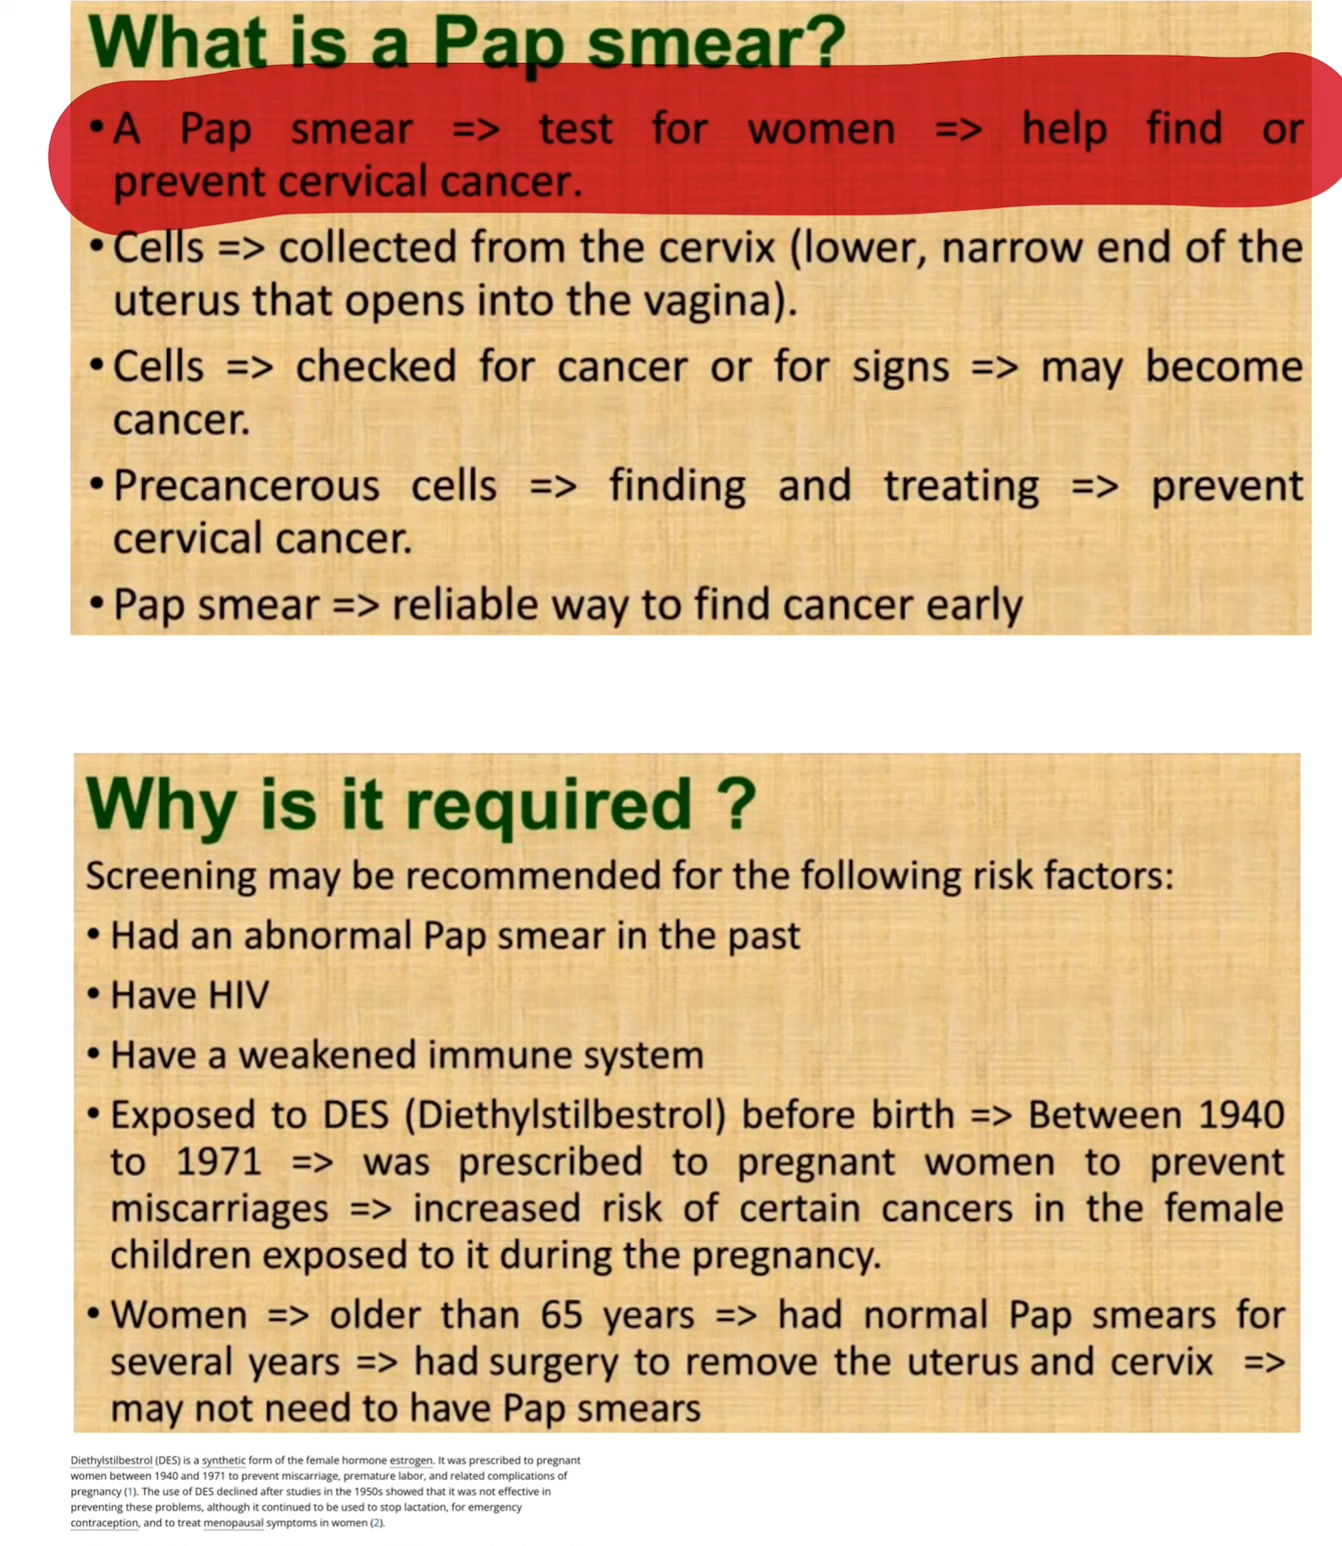 What is a Pap smear?
• A Pap smear => test for women => help find or
prevent cervical cancer.
• Cells => collected from the cervix (lower, narrow end of the
uterus that opens into the vagina).
• Cells => checked for cancer or for signs => may become
cancer.
• Precancerous cells => finding and treating => prevent
cervical cancer.
• Pap smear => reliable way to find cancer early
Why is it required ?
Screening may be recommended for the following risk factors:
• Had an abnormal Pap smear in the past
• Have HIV
• Have a weakened immune system
• Exposed to DES (Diethylstilbestrol) before birth => Between 1940
to 1971 => was prescribed to pregnant women to prevent
miscarriages => increased risk of certain cancers in the female
children exposed to it during the pregnancy.
• Women => older than 65 years => had normal Pap smears for
several years => had surgery to remove the uterus and cervix =>
may not need to have Pap smears
Diethylstilbestrol (DES) is a synthetic form of the female hormone estrogen. It was prescribed to pregnant
women between 1940 and 1971 to prevent miscarriage, premature labor, and related complications of
pregnancy (1). The use of DES declined after studies in the 1950s showed that it was not effective in
preventing these problems, although it continued to be used to stop lactation, for emergency
contraception, and to treat menopausal symptoms in women (2).